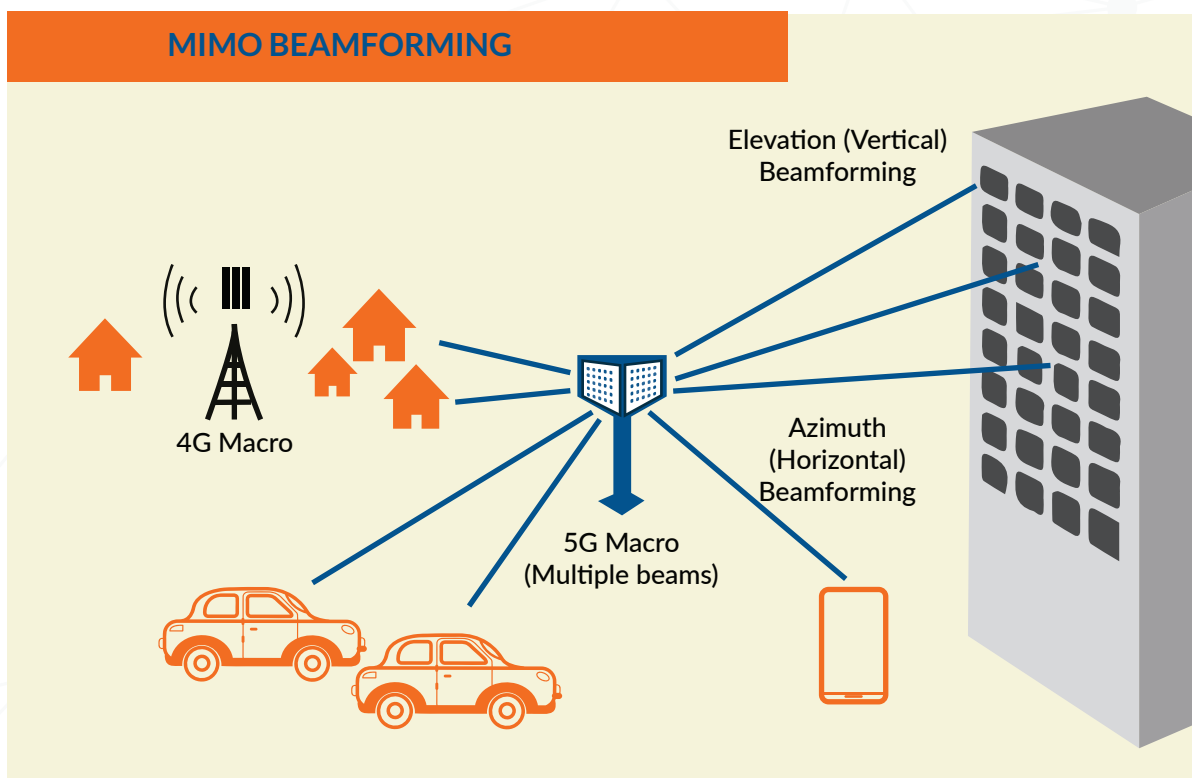 MIMO BEAMFORMING
Elevation (Vertical)
Beamforming
4G Macro
Azimuth
(Horizontal)
Beamforming
5G Macro
(Multiple beams)